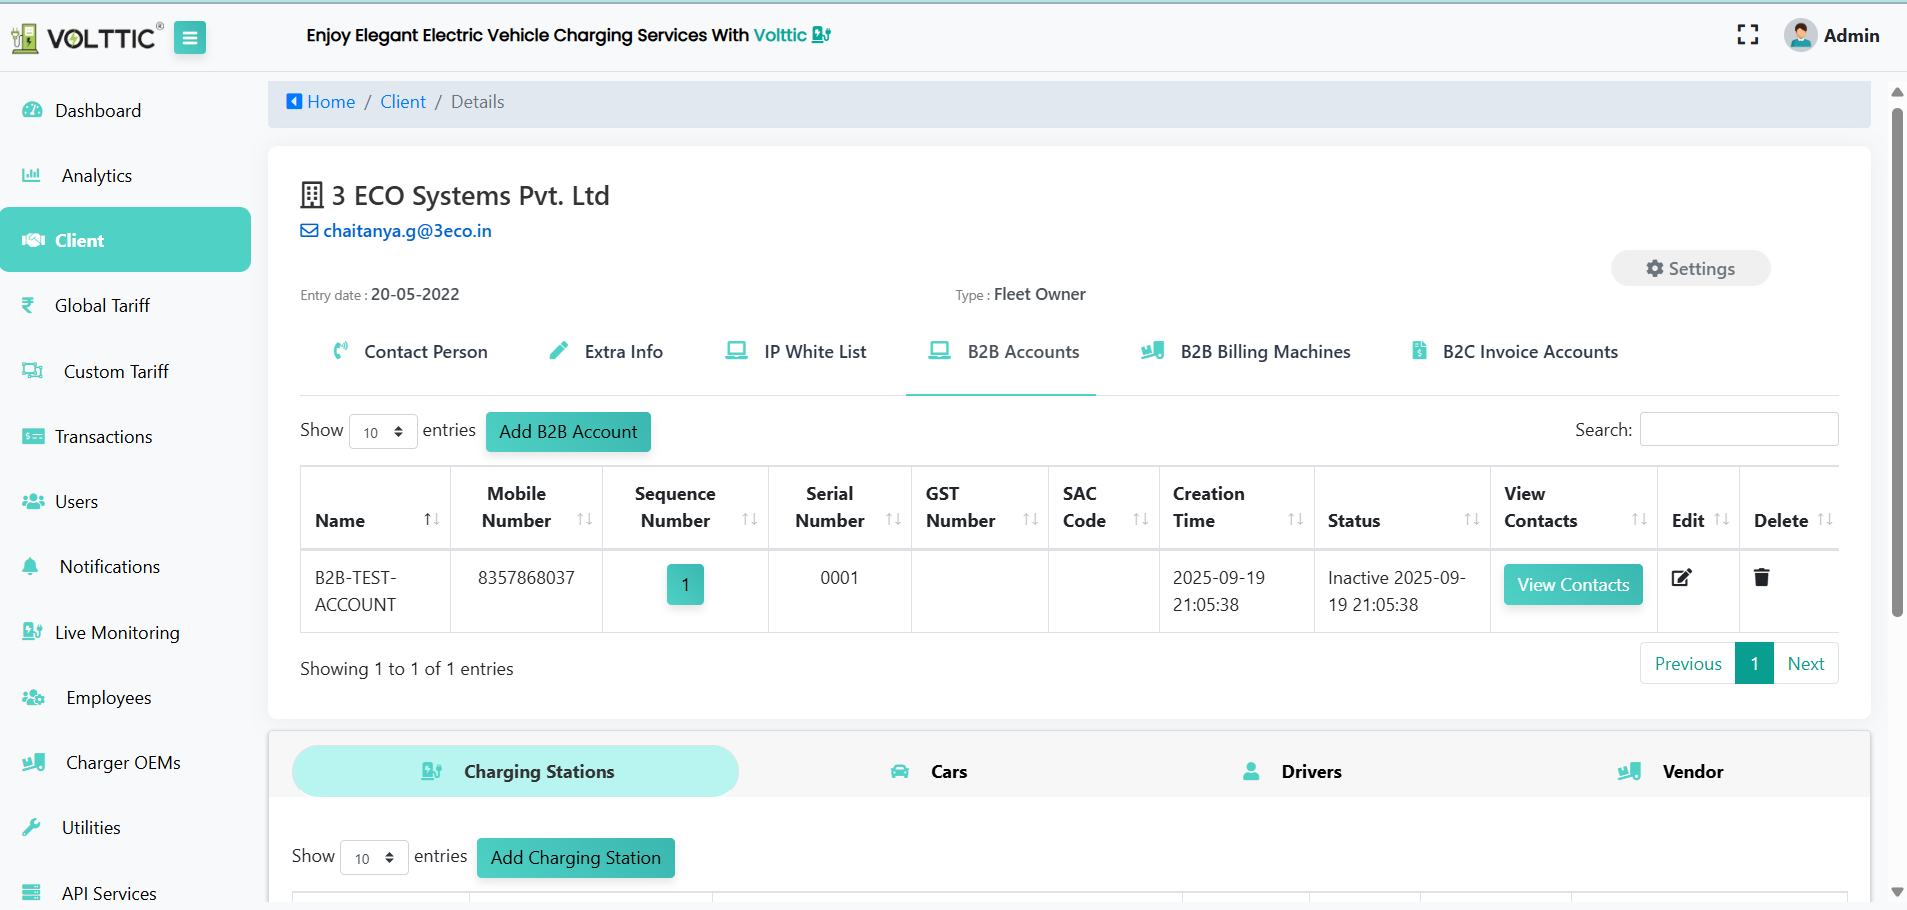 VOLTTIC®
Enjoy Elegant Electric Vehicle Charging Services With Volttic
Admin
Dashboard
Analytics
Client
Global Tariff
Custom Tariff
Transactions
Users
Notifications
Live Monitoring
Employees
Charger OEMs
Utilities
API Services
Home / Client / Details
3 ECO Systems Pvt. Ltd
chaitanya.g@3eco.in
Settings
Entry date : 20-05-2022
Type : Fleet Owner
Contact Person
Extra Info
IP White List
B2B Accounts
B2B Billing Machines
B2C Invoice Accounts
Show 10 entries
Add B2B Account
Search:
Name
Mobile Number
Sequence Number
Serial Number
GST Number
SAC Code
Creation Time
Status
View Contacts
Edit
Delete
B2B-TEST-
ACCOUNT
8357868037
1
0001
2025-09-19
21:05:38
Inactive 2025-09-
19 21:05:38
View Contacts
Showing 1 to 1 of 1 entries
Previous 1 Next
Charging Stations
Cars
Drivers
Vendor
Show 10 entries
Add Charging Station